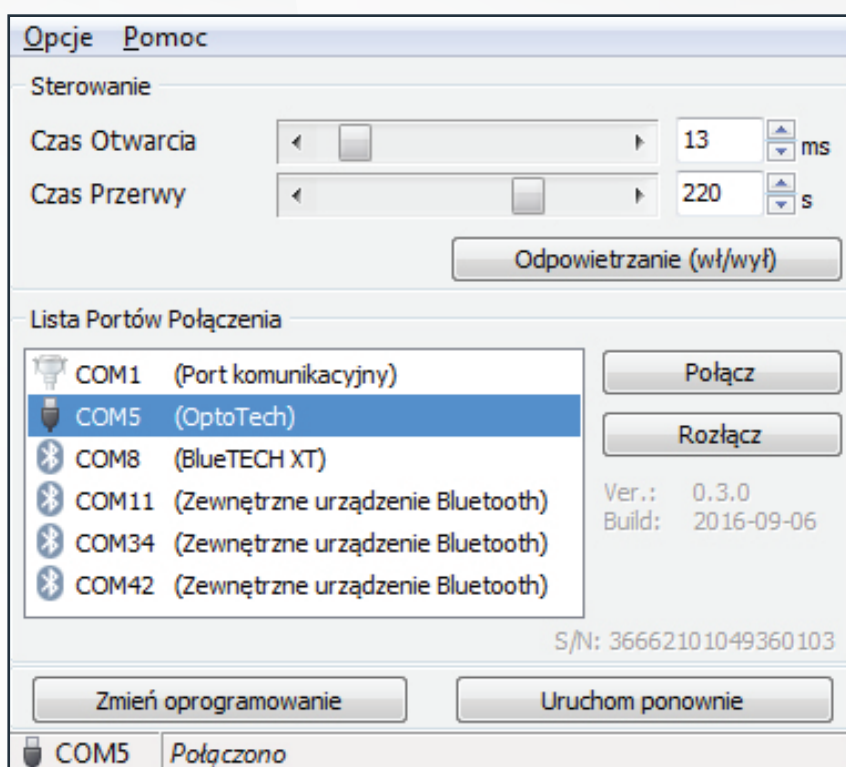 Opcje Pomoc
Sterowanie
Czas Otwarcia 13 ms
Czas Przerwy 220 s
Odpowietrzanie (wł/wył)
Lista Portów Połączenia
COM1 (Port komunikacyjny)
COM5 (OptoTech)
COM8 (BlueTECH XT)
COM11 (Zewnętrzne urządzenie Bluetooth)
COM34 (Zewnętrzne urządzenie Bluetooth)
COM42 (Zewnętrzne urządzenie Bluetooth)
Połącz
Rozłącz
Ver.: 0.3.0
Build: 2016-09-06
S/N: 36662101049360103
Zmień oprogramowanie Uruchom ponownie
COM5 Połączono